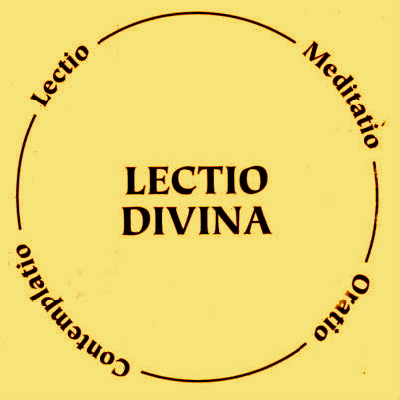 Lectio
Meditatio
LECTIO
DIVINA
Oratio
Contemplatio